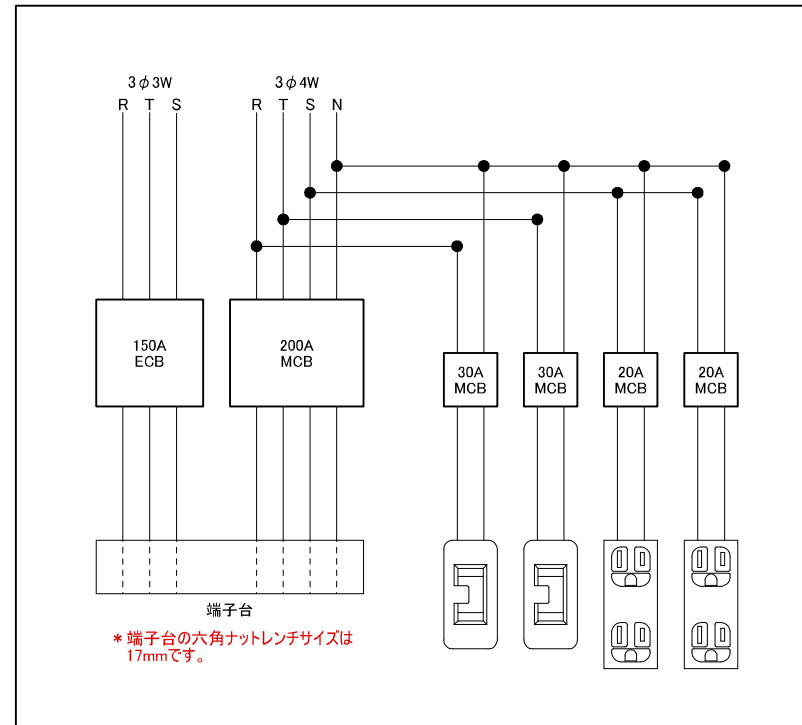 3φ3W
R T S
3φ4W
R T S N
150A
ECB
200A
MCB
30A
MCB
30A
MCB
20A
MCB
20A
MCB
端子台
* 端子台の六角ナットレンチサイズは
17mmです。